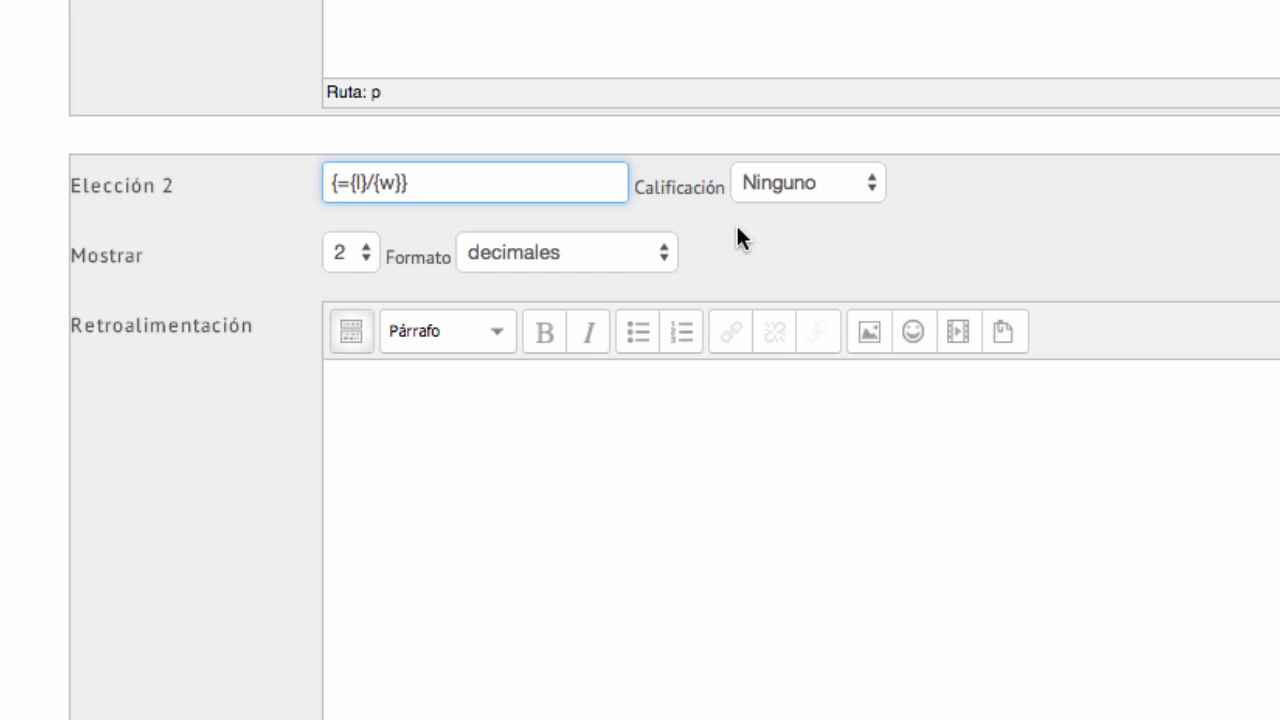 Ruta: p
Elección 2 {={l}/{w}} Calificación Ninguno
Mostrar 2 Formato decimales
Retroalimentación Párrafo B I